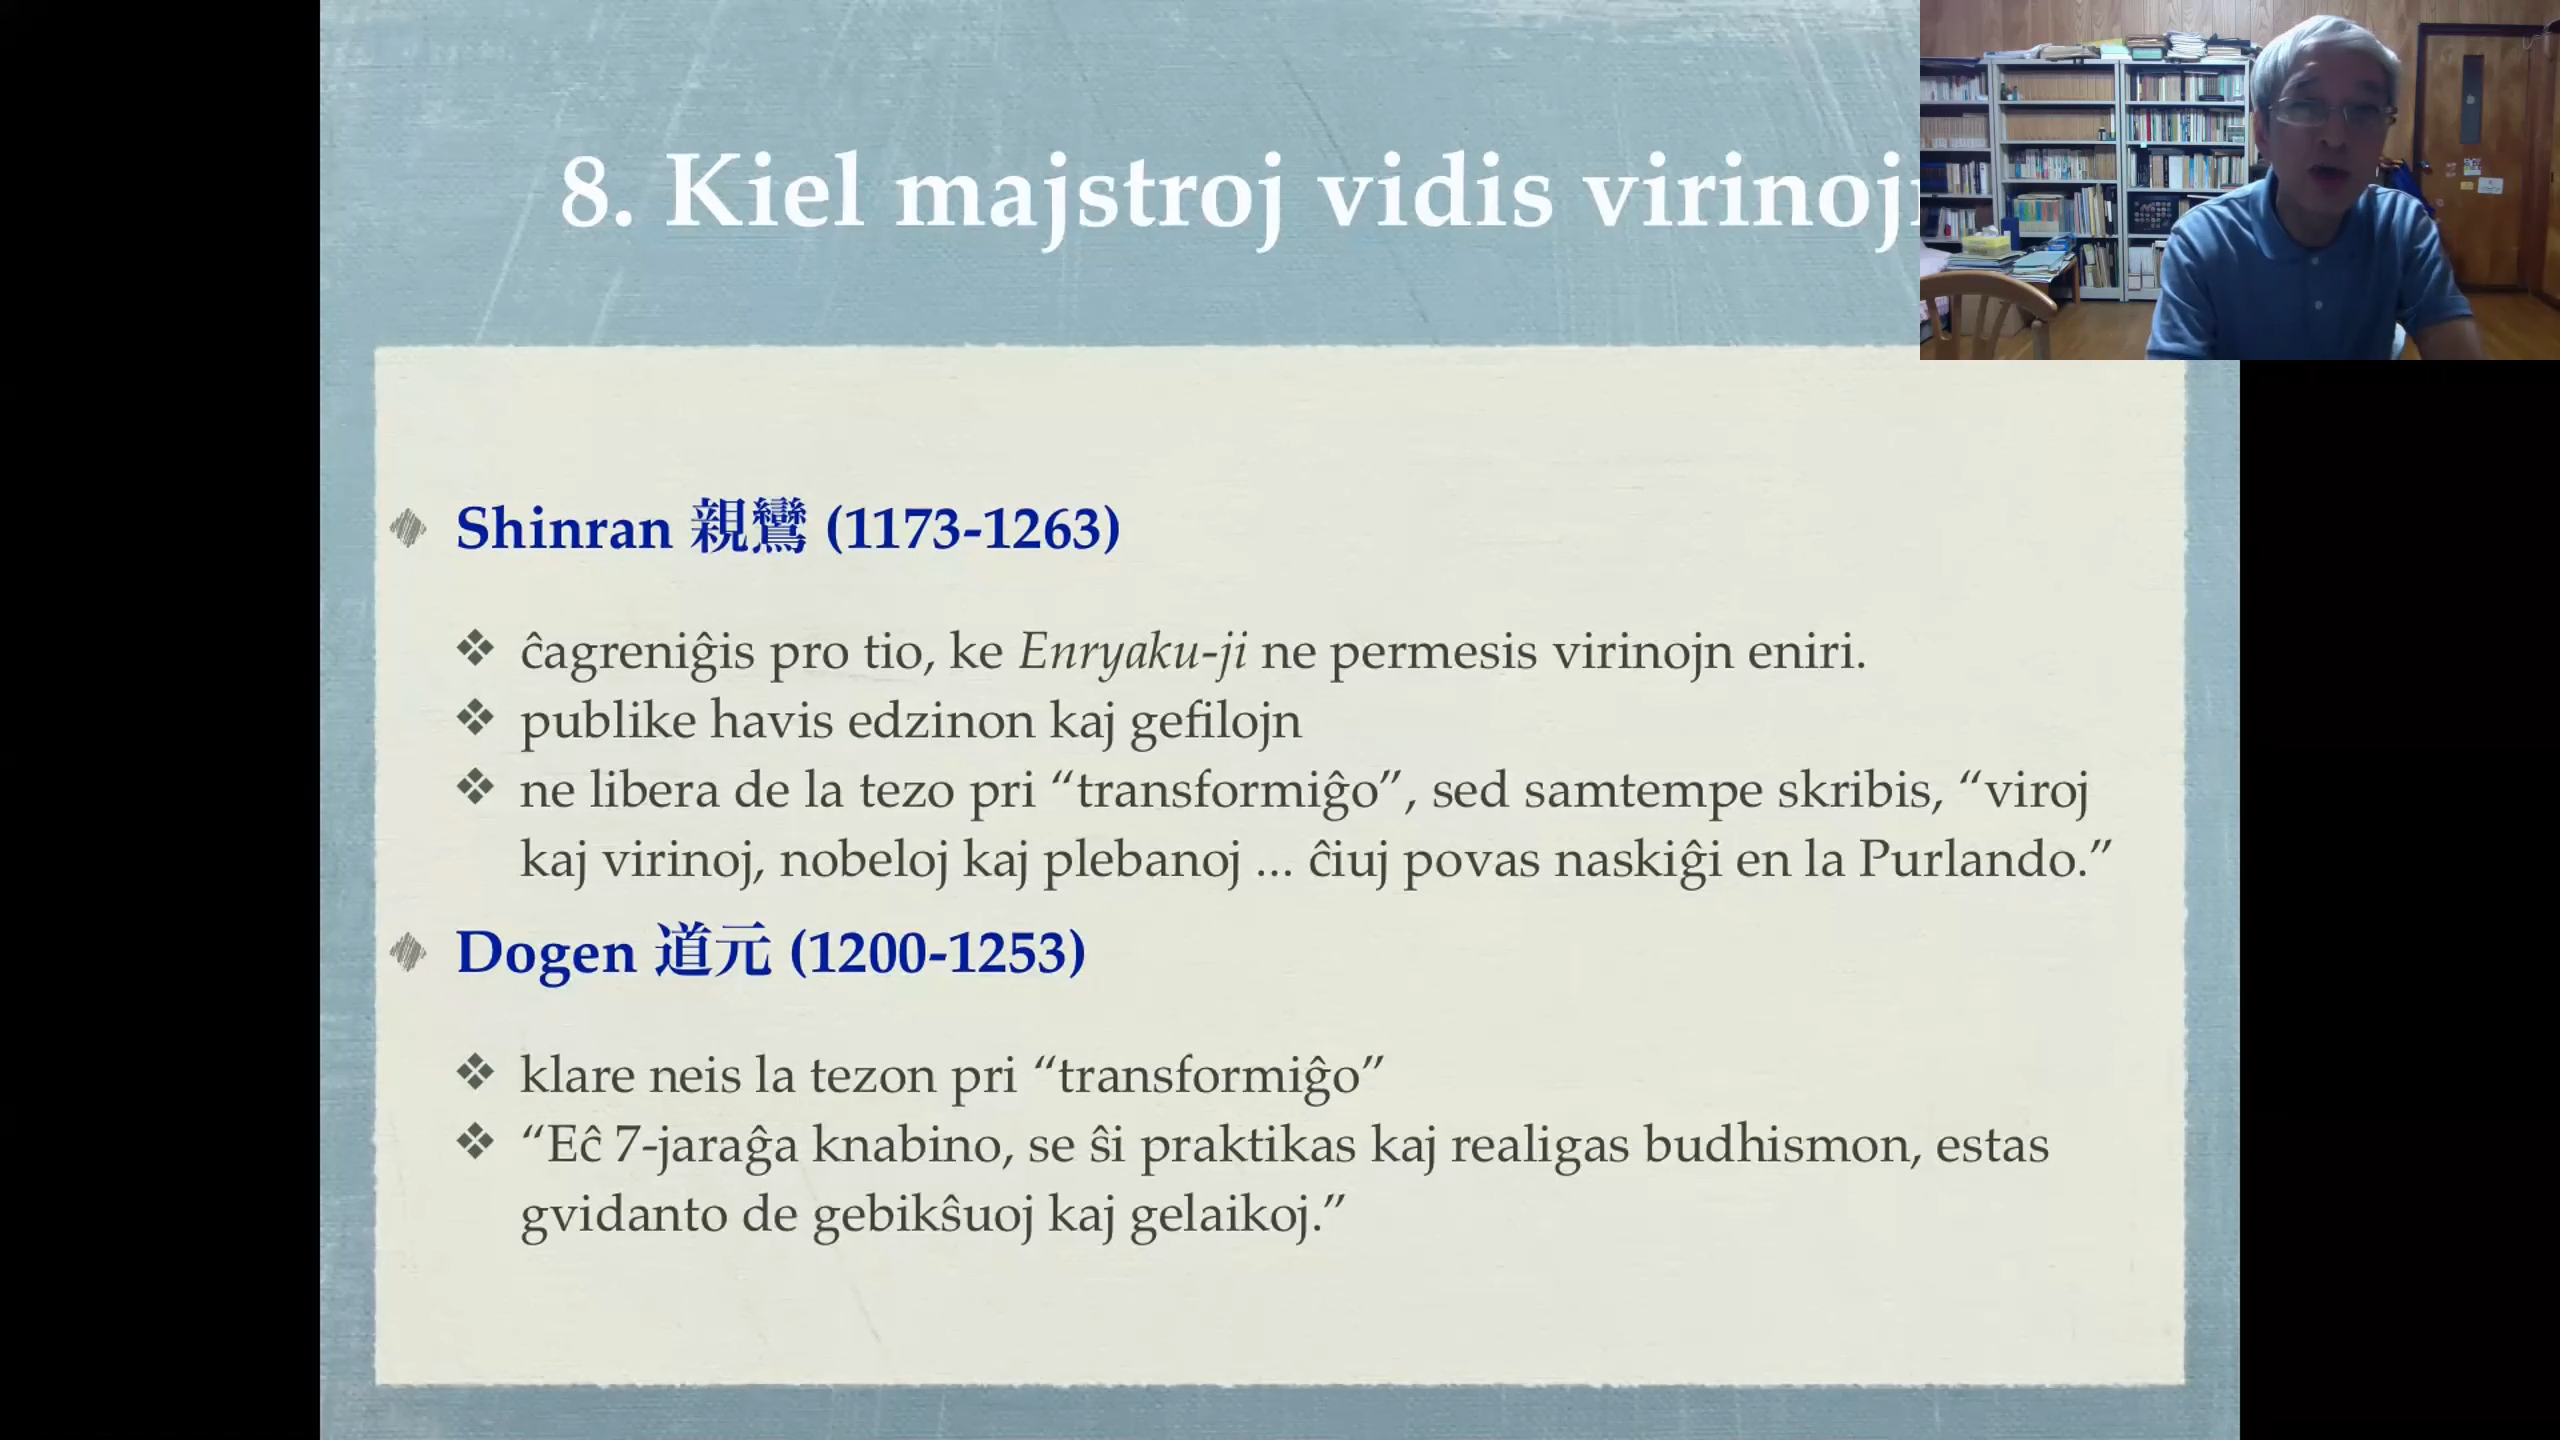 8. Kiel majstroj vidis virinoj
Shinran 親鸞 (1173-1263)
ĉagreniĝis pro tio, ke Enryaku-ji ne permesis virinojn eniri.
publike havis edzinon kaj gefilojn
ne libera de la tezo pri “transformiĝo”, sed samtempe skribis, “viroj
kaj virinoj, nobeloj kaj plebanoj ... ĉiuj povas naskiĝi en la Purlando.”
Dogen 道元 (1200-1253)
klare neis la tezon pri “transformiĝo”
“Eĉ 7-jaraĝa knabino, se ŝi praktikas kaj realigas budhismon, estas
gvidanto de gebikŝuoj kaj gelaikoj.”